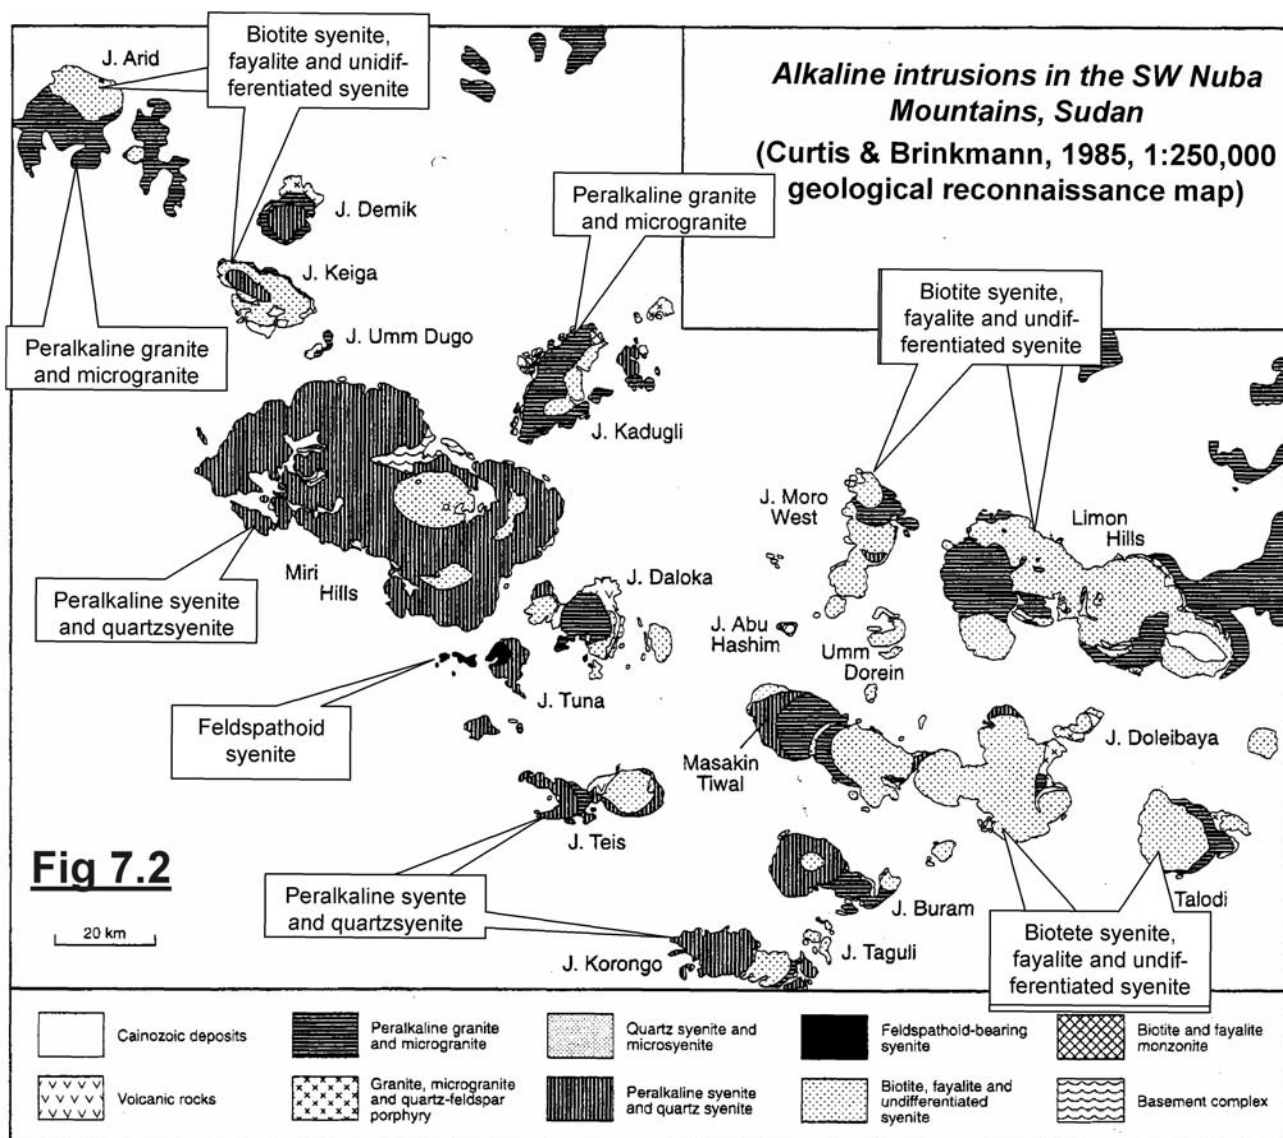 Alkaline intrusions in the SW Nuba
Mountains, Sudan
(Curtis & Brinkmann, 1985, 1:250,000
geological reconnaissance map)
J. Arid
Biotite syenite,
fayalite and unidif-
ferentiated syenite
Peralkaline granite
and microgranite
J. Demik
J. Keiga
J. Umm Dugo
Peralkaline granite
and microgranite
J. Kadugli
Biotite syenite,
fayalite and undif-
ferentiated syenite
J. Moro
West
Limon
Hills
Peralkaline syenite
and quartzsyenite
Miri
Hills
J. Daloka
J. Abu
Hashim
Umm
Dorein
Feldspathoid
syenite
J. Tuna
Masakin
Tiwal
J. Doleibaya
J. Teis
Fig 7.2
20 km
Peralkaline syente
and quartzsyenite
J. Korongo
J. Buram
J. Taguli
Talodi
Biotete syenite,
fayalite and undif-
ferentiated syenite
Cainozoic deposits
Peralkaline granite
and microgranite
Quartz syenite and
microsyenite
Feldspathoid-bearing
syenite
Biotite and fayalite
monzonite
Volcanic rocks
Granite, microgranite
and quartz-feldspar
porphyry
Peralkaline syenite
and quartz syenite
Biotite, fayalite and
undifferentiated
syenite
Basement complex